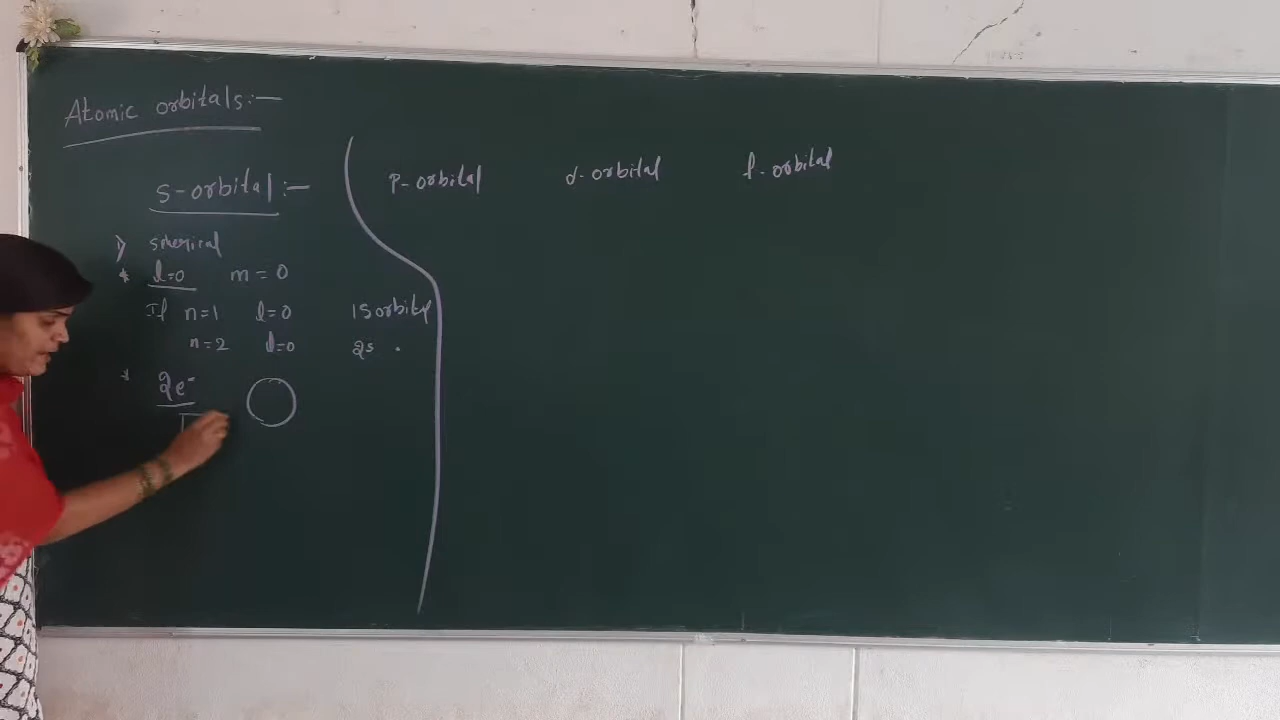 Atomic orbitals:-
s-orbital:-
spherical
* l=0 m=0
If n=1 l=0 1s orbital
n=2 l=0 2s
* 2e-
p-orbital d-orbital f-orbital